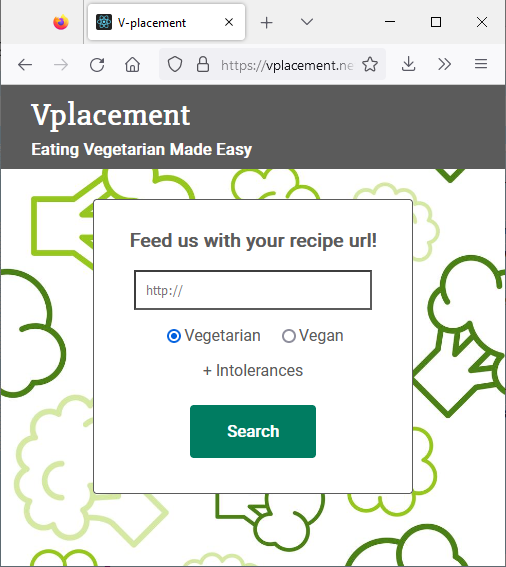 V-placement
https://vplacement.ne
Vplacement
Eating Vegetarian Made Easy
Feed us with your recipe url!
http://
Vegetarian Vegan
+ Intolerances
Search